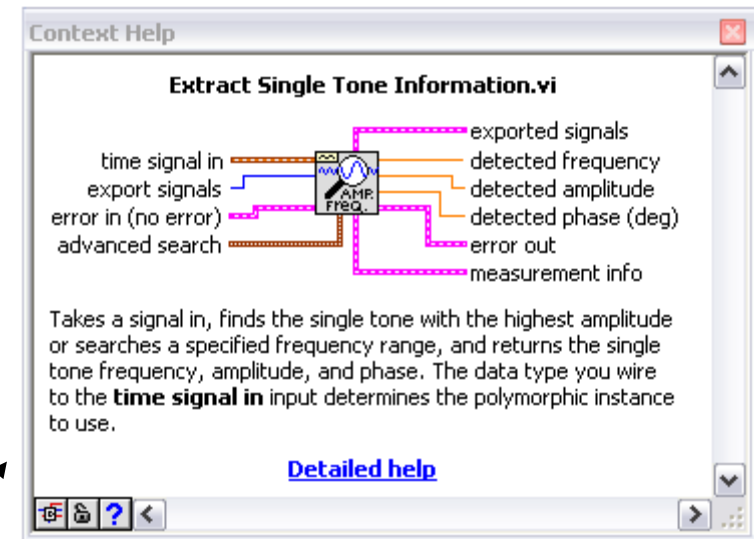 Context Help
Extract Single Tone Information.vi
exported signals
time signal in
detected frequency
export signals
detected amplitude
error in (no error)
detected phase (deg)
advanced search
error out
measurement info
AMP.
FREQ.
Takes a signal in, finds the single tone with the highest amplitude
or searches a specified frequency range, and returns the single
tone frequency, amplitude, and phase. The data type you wire
to the time signal in input determines the polymorphic instance
to use.
Detailed help
?